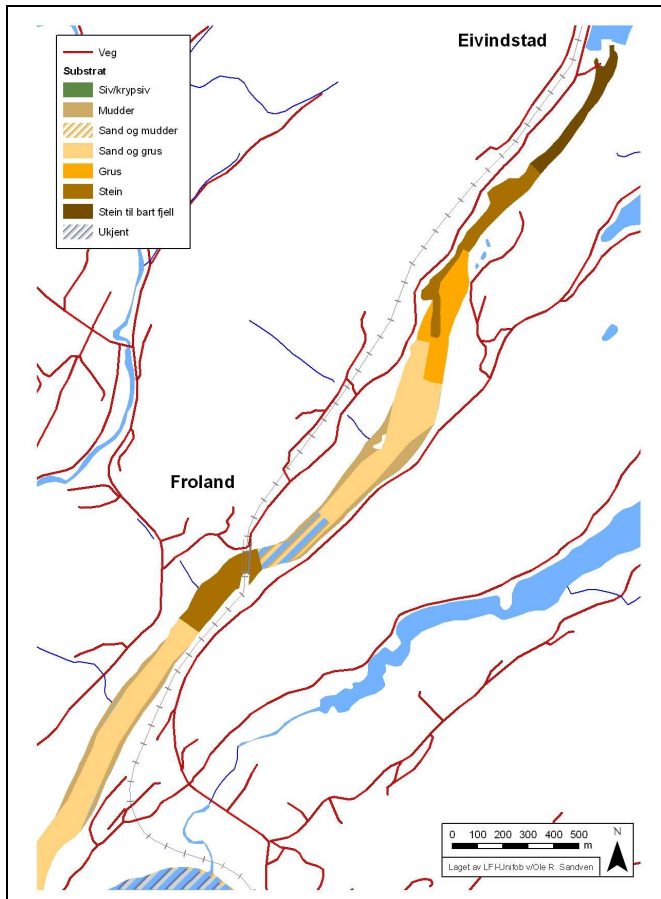 Eivindstad
Veg
Substrat
Siv/krypsiv
Mudder
Sand og mudder
Sand og grus
Grus
Stein
Stein til bart fjell
Ukjent
Froland
0 100 200 300 400 500
m
N
Laget av LFI-Unifob v/Ole R. Sandven